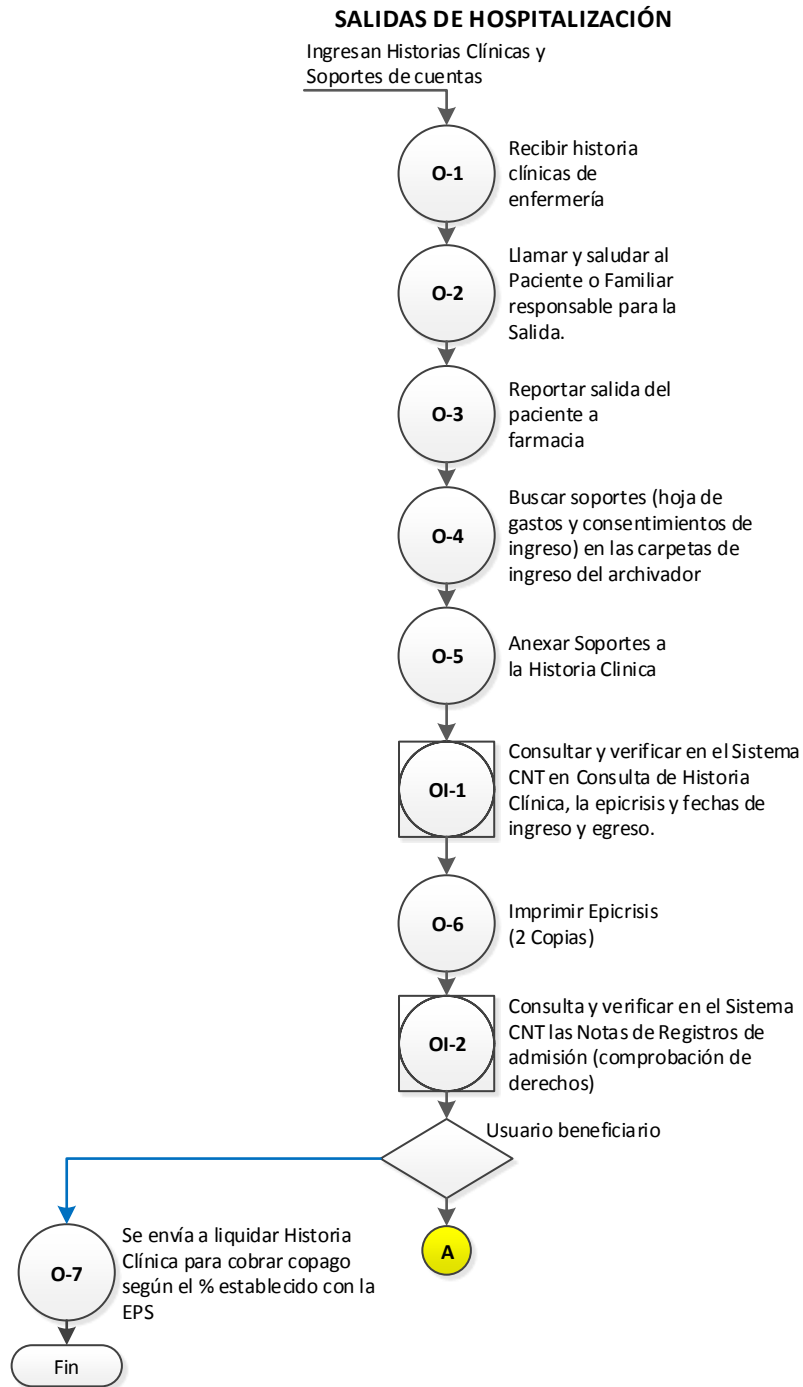 SALIDAS DE HOSPITALIZACIÓN
Ingresan Historias Clínicas y
Soportes de cuentas
O-1
Recibir historia
clínicas de
enfermería
O-2
Llamar y saludar al
Paciente o Familiar
responsable para la
Salida.
O-3
Reportar salida del
paciente a
farmacia
O-4
Buscar soportes (hoja de
gastos y consentimientos de
ingreso) en las carpetas de
ingreso del archivador
O-5
Anexar Soportes a
la Historia Clinica
OI-1
Consultar y verificar en el Sistema
CNT en Consulta de Historia
Clínica, la epicrisis y fechas de
ingreso y egreso.
O-6
Imprimir Epicrisis
(2 Copias)
OI-2
Consulta y verificar en el Sistema
CNT las Notas de Registros de
admisión (comprobación de
derechos)
Usuario beneficiario
O-7
Se envía a liquidar Historia
Clínica para cobrar copago
según el % establecido con la
EPS
A
Fin